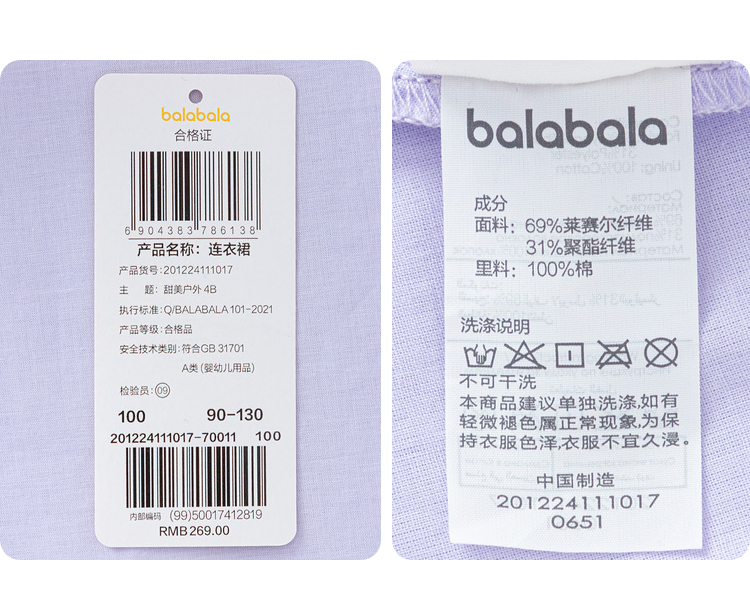 balabala
合格证
6 904383 786138
产品名称：连衣裙
产品货号：201224111017
主　题：甜美户外 4B
执行标准：Q/BALABALA 101-2021
产品等级：合格品
安全技术类别：符合GB 31701
A类 (婴幼儿用品)
检验员：09
100 90-130
201224111017-70011 100
内部编码 (99)50017412819
RMB 269.00
balabala
成分
面料：69%莱赛尔纤维
31%聚酯纤维
里料：100%棉
洗涤说明
不可干洗
本商品建议单独洗涤,如有
轻微褪色属正常现象,为保
持衣服色泽,衣服不宜久浸。
中国制造
201224111017
0651